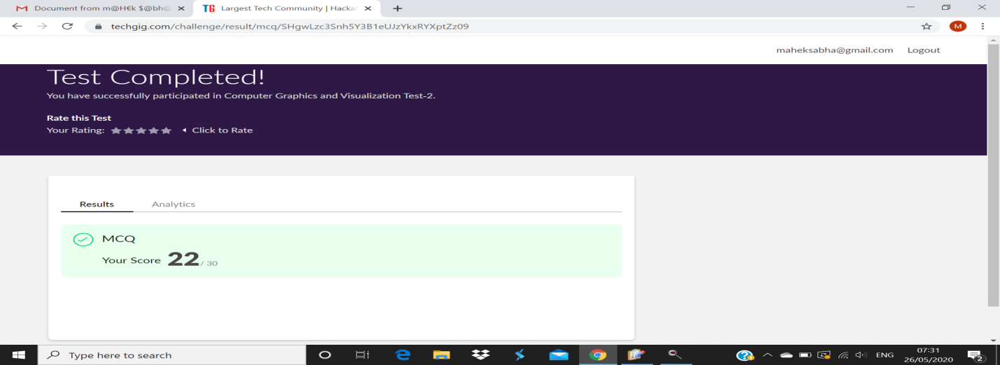 Document from m@H€k $@bh@
TG Largest Tech Community | Hacka
techgig.com/challenge/result/mcq/SHgwLzc3Snh5Y3B1eUJzYkxRYXptZz09
M
maheksabha@gmail.com Logout
Test Completed!
You have successfully participated in Computer Graphics and Visualization Test-2.
Rate this Test
Your Rating: Click to Rate
Results Analytics
MCQ
Your Score 22 / 30
Type here to search
ENG
07:31
26/05/2020
2